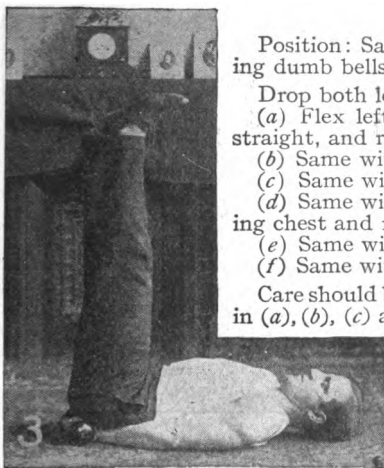 Position: Sa
ing dumb bells
Drop both l
(a) Flex left
straight, and r
(b) Same wi
(c) Same wi
(d) Same wi
ing chest and
(e) Same wi
(f) Same wi
Care should
in (a), (b), (c) a
3